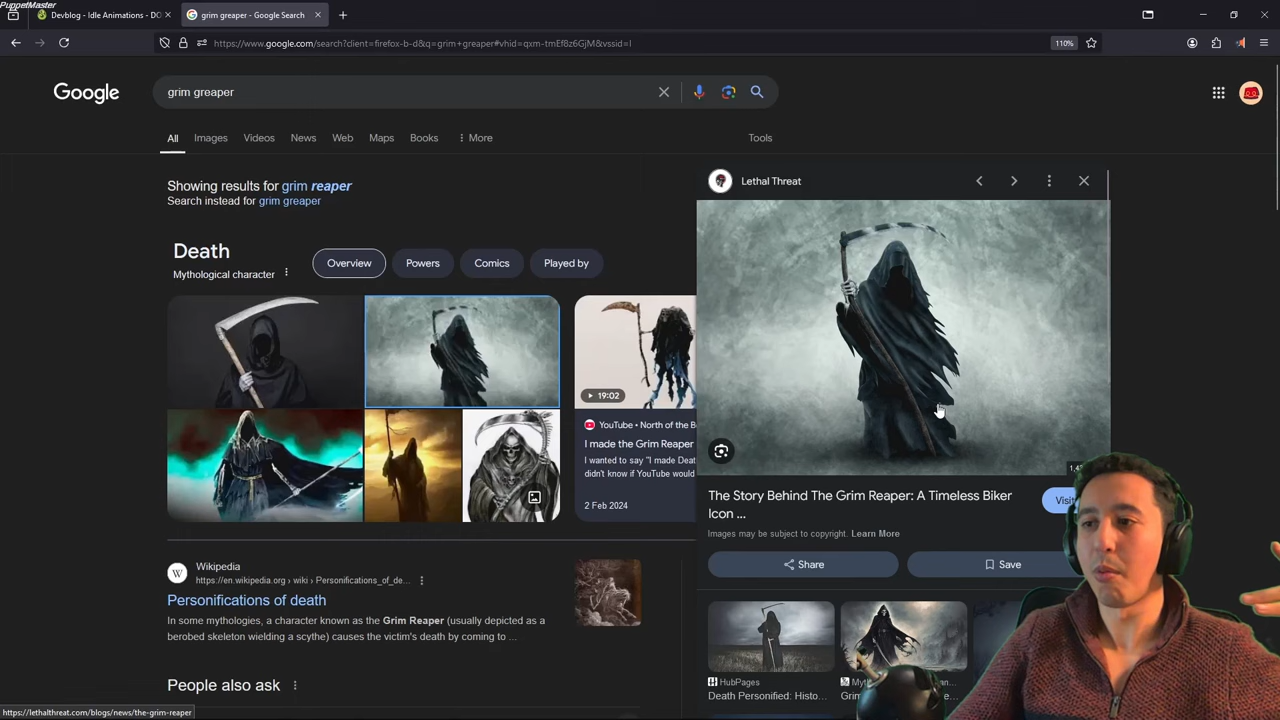 PuppetMaster
Devblog - Idle Animations - DO
grim greaper - Google Search
https://www.google.com/search?client=firefox-b-d&q=grim+greaper#vhid=qxm-tmEf8z6GjM&vssid=l
110%
Google
grim greaper
All
Images
Videos
News
Web
Maps
Books
More
Tools
Showing results for grim reaper
Search instead for grim greaper
Death
Mythological character
Overview
Powers
Comics
Played by
19:02
YouTube • North of the B
I made the Grim Reaper
I wanted to say "I made Deat
didn't know if YouTube would
2 Feb 2024
Lethal Threat
The Story Behind The Grim Reaper: A Timeless Biker
Icon ...
Visit
Images may be subject to copyright. Learn More
Share
Save
HubPages
Death Personified: Histo...
Wikipedia
https://en.wikipedia.org › wiki › Personifications_of_de...
Personifications of death
In some mythologies, a character known as the Grim Reaper (usually depicted as a
berobed skeleton wielding a scythe) causes the victim's death by coming to ...
People also ask
https://lethalthreat.com/blogs/news/the-grim-reaper